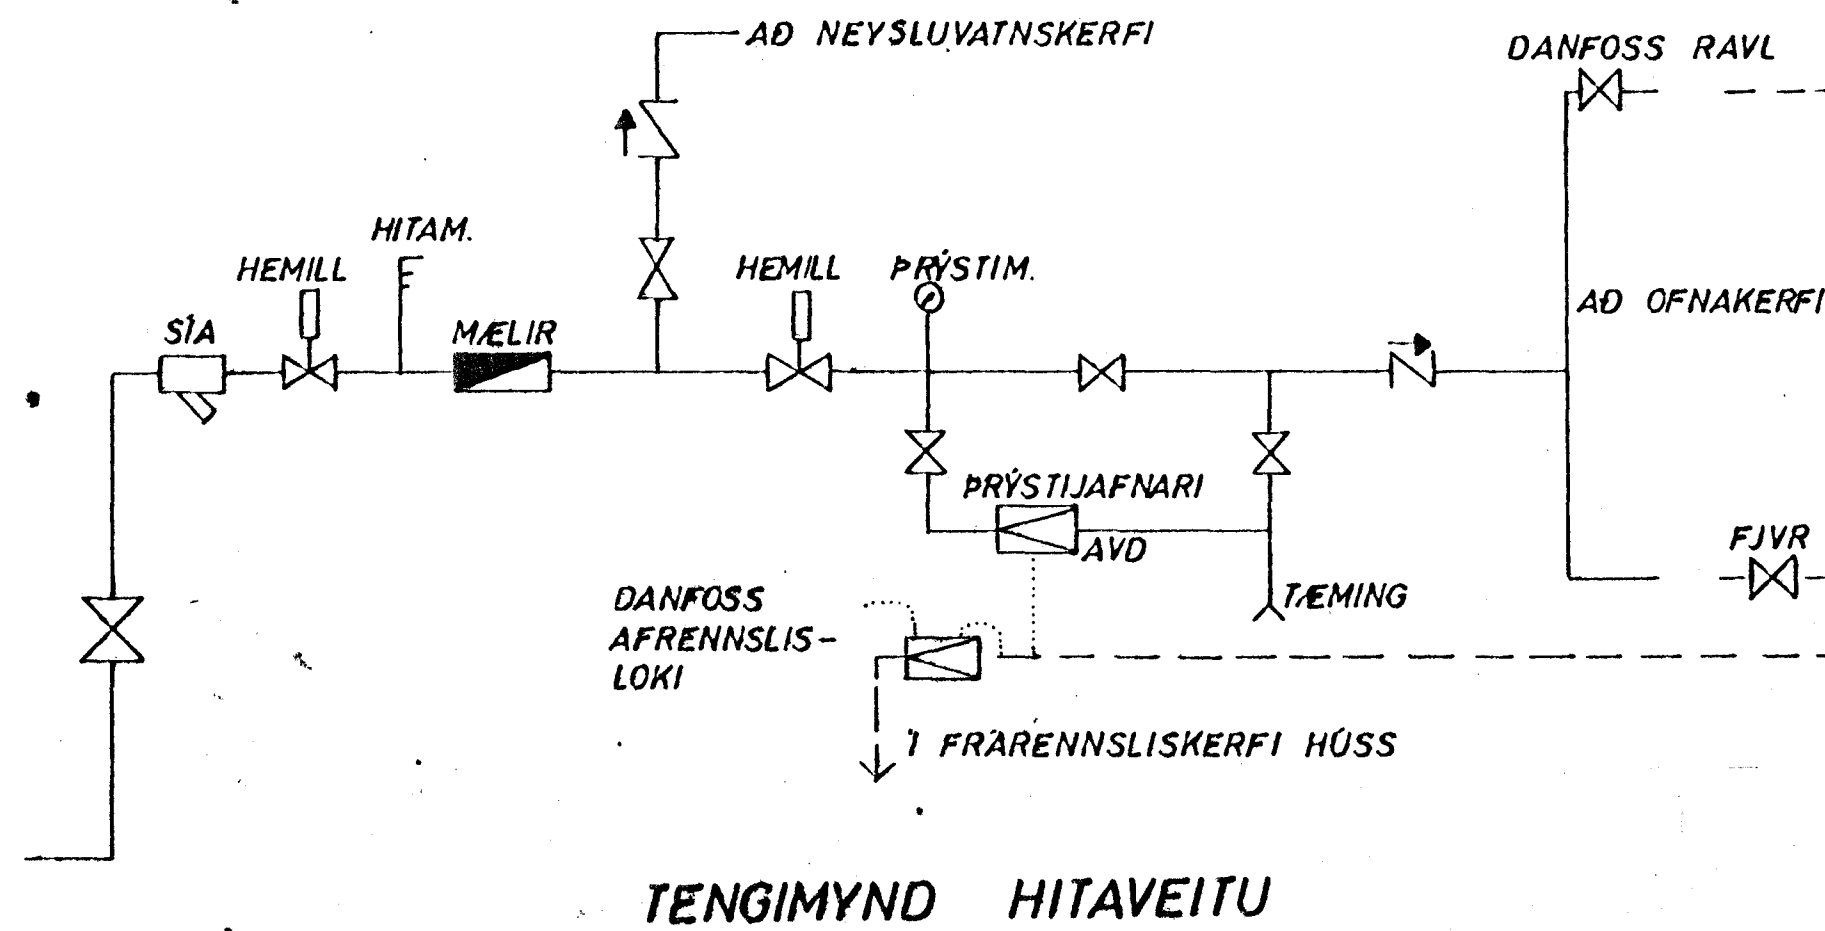 AÐ NEYSLUVATNSKERFI
DANFOSS RAVL
HITAM.
HEMILL
HEMILL
ÞRÝSTIM.
AÐ OFNAKERFI
SÍA
MÆLIR
ÞRÝSTIJAFNARI
AVD
FJVR
DANFOSS
AFRENNSLIS-
LOKI
TÆMING
Í FRÁRENNSLISKERFI HÚSS
TENGIMYND HITAVEITU